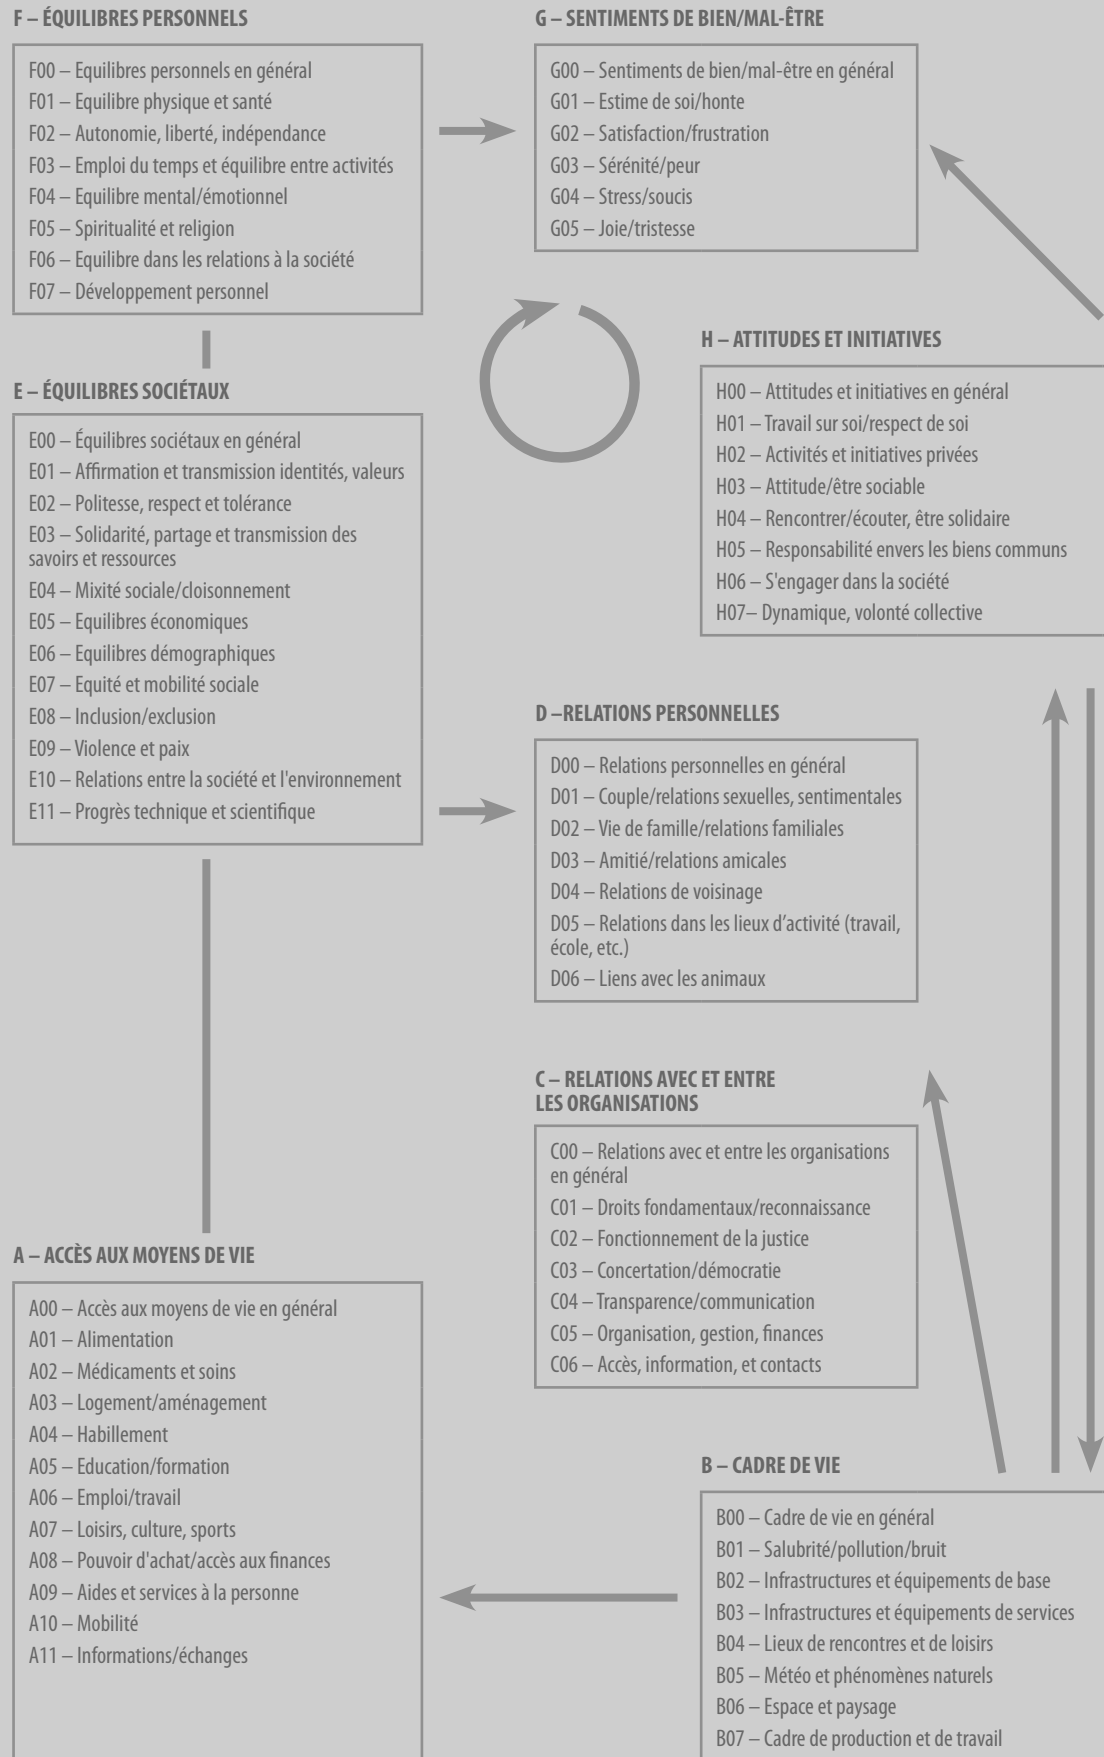 F – ÉQUILIBRES PERSONNELS
F00 – Equilibres personnels en général
F01 – Equilibre physique et santé
F02 – Autonomie, liberté, indépendance
F03 – Emploi du temps et équilibre entre activités
F04 – Equilibre mental/émotionnel
F05 – Spiritualité et religion
F06 – Equilibre dans les relations à la société
F07 – Développement personnel
G – SENTIMENTS DE BIEN/MAL-ÊTRE
G00 – Sentiments de bien/mal-être en général
G01 – Estime de soi/honte
G02 – Satisfaction/frustration
G03 – Sérénité/peur
G04 – Stress/soucis
G05 – Joie/tristesse
H – ATTITUDES ET INITIATIVES
H00 – Attitudes et initiatives en général
H01 – Travail sur soi/respect de soi
H02 – Activités et initiatives privées
H03 – Attitude/être sociable
H04 – Rencontrer/écouter, être solidaire
H05 – Responsabilité envers les biens communs
H06 – S'engager dans la société
H07– Dynamique, volonté collective
E – ÉQUILIBRES SOCIÉTAUX
E00 – Équilibres sociétaux en général
E01 – Affirmation et transmission identités, valeurs
E02 – Politesse, respect et tolérance
E03 – Solidarité, partage et transmission des
savoirs et ressources
E04 – Mixité sociale/cloisonnement
E05 – Equilibres économiques
E06 – Equilibres démographiques
E07 – Equité et mobilité sociale
E08 – Inclusion/exclusion
E09 – Violence et paix
E10 – Relations entre la société et l'environnement
E11 – Progrès technique et scientifique
D –RELATIONS PERSONNELLES
D00 – Relations personnelles en général
D01 – Couple/relations sexuelles, sentimentales
D02 – Vie de famille/relations familiales
D03 – Amitié/relations amicales
D04 – Relations de voisinage
D05 – Relations dans les lieux d’activité (travail,
école, etc.)
D06 – Liens avec les animaux
C – RELATIONS AVEC ET ENTRE
LES ORGANISATIONS
C00 – Relations avec et entre les organisations
en général
C01 – Droits fondamentaux/reconnaissance
C02 – Fonctionnement de la justice
C03 – Concertation/démocratie
C04 – Transparence/communication
C05 – Organisation, gestion, finances
C06 – Accès, information, et contacts
A – ACCÈS AUX MOYENS DE VIE
A00 – Accès aux moyens de vie en général
A01 – Alimentation
A02 – Médicaments et soins
A03 – Logement/aménagement
A04 – Habillement
A05 – Education/formation
A06 – Emploi/travail
A07 – Loisirs, culture, sports
A08 – Pouvoir d'achat/accès aux finances
A09 – Aides et services à la personne
A10 – Mobilité
A11 – Informations/échanges
B – CADRE DE VIE
B00 – Cadre de vie en général
B01 – Salubrité/pollution/bruit
B02 – Infrastructures et équipements de base
B03 – Infrastructures et équipements de services
B04 – Lieux de rencontres et de loisirs
B05 – Météo et phénomènes naturels
B06 – Espace et paysage
B07 – Cadre de production et de travail